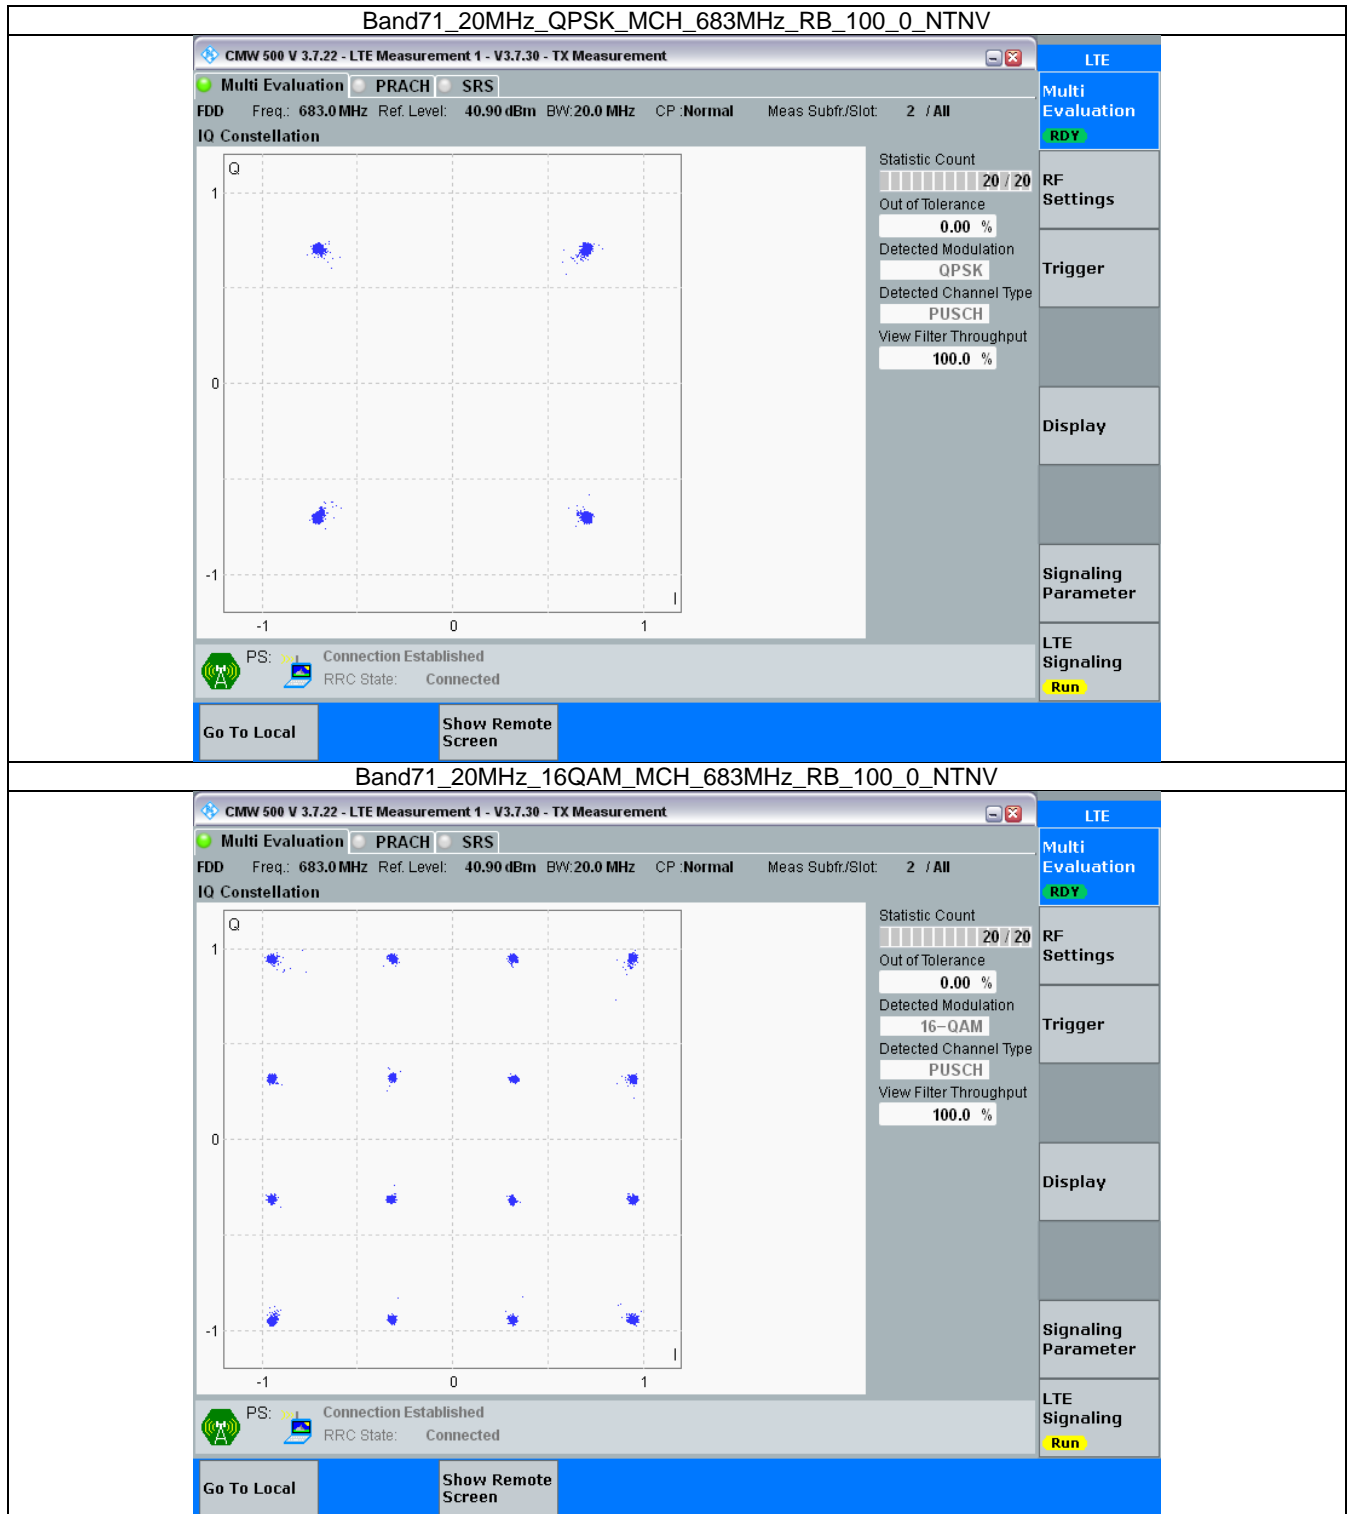 Band71_20MHz_QPSK_MCH_683MHz_RB_100_0_NTNV
CMW 500 V 3.7.22 - LTE Measurement 1 - V3.7.30 - TX Measurement
LTE
Multi Evaluation PRACH SRS
Multi
Evaluation
RDY
FDD Freq.: 683.0 MHz Ref. Level: 40.90 dBm BW: 20.0 MHz CP : Normal Meas Subfr./Slot: 2 / All
IQ Constellation
Q
1
0
-1
-1 0 1
I
Statistic Count
20 / 20
Out of Tolerance
0.00 %
Detected Modulation
QPSK
Detected Channel Type
PUSCH
View Filter Throughput
100.0 %
RF
Settings
Trigger
Display
Signaling
Parameter
LTE
Signaling
Run
PS: Connection Established
RRC State: Connected
Go To Local
Show Remote
Screen
Band71_20MHz_16QAM_MCH_683MHz_RB_100_0_NTNV
CMW 500 V 3.7.22 - LTE Measurement 1 - V3.7.30 - TX Measurement
LTE
Multi Evaluation PRACH SRS
Multi
Evaluation
RDY
FDD Freq.: 683.0 MHz Ref. Level: 40.90 dBm BW: 20.0 MHz CP : Normal Meas Subfr./Slot: 2 / All
IQ Constellation
Q
1
0
-1
-1 0 1
I
Statistic Count
20 / 20
Out of Tolerance
0.00 %
Detected Modulation
16-QAM
Detected Channel Type
PUSCH
View Filter Throughput
100.0 %
RF
Settings
Trigger
Display
Signaling
Parameter
LTE
Signaling
Run
PS: Connection Established
RRC State: Connected
Go To Local
Show Remote
Screen